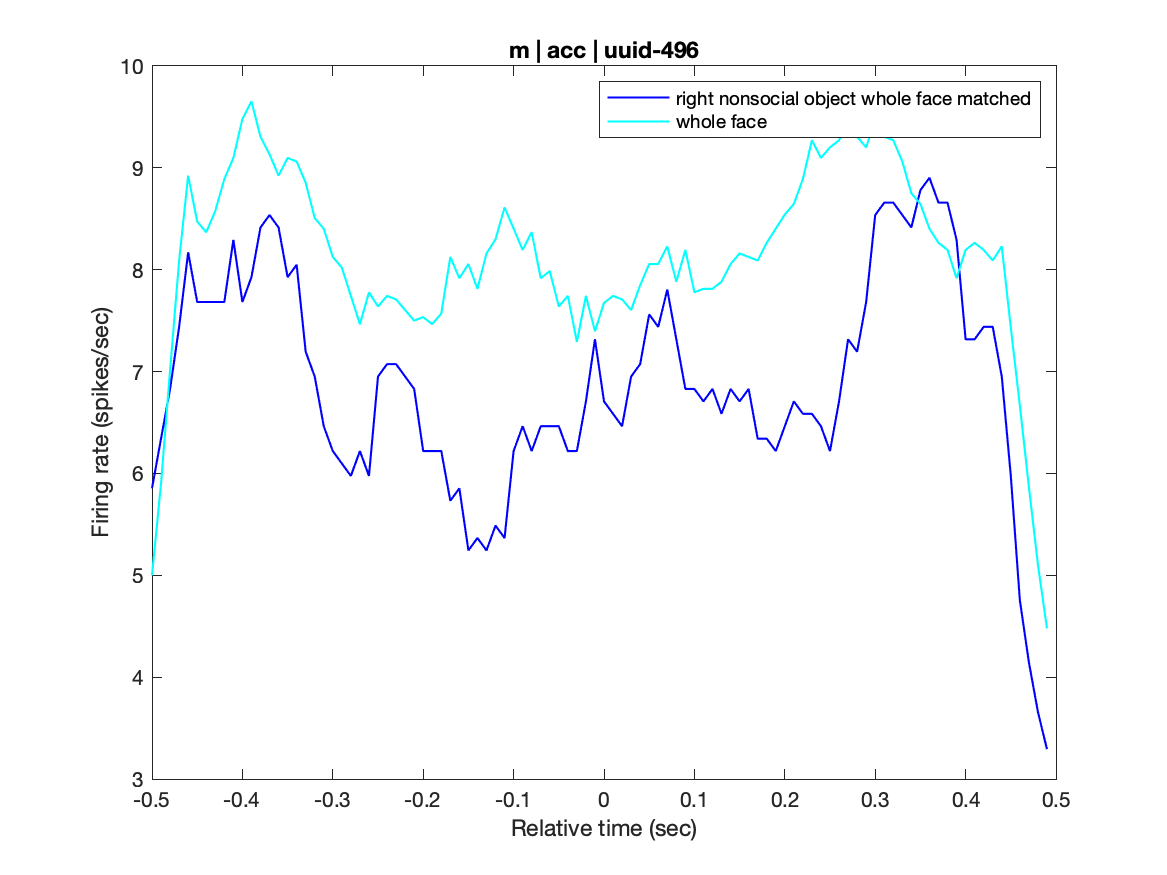 m | acc | uuid-496
right nonsocial object whole face matched
whole face
Firing rate (spikes/sec)
10
9
8
7
6
5
4
3
-0.5 -0.4 -0.3 -0.2 -0.1 0 0.1 0.2 0.3 0.4 0.5
Relative time (sec)